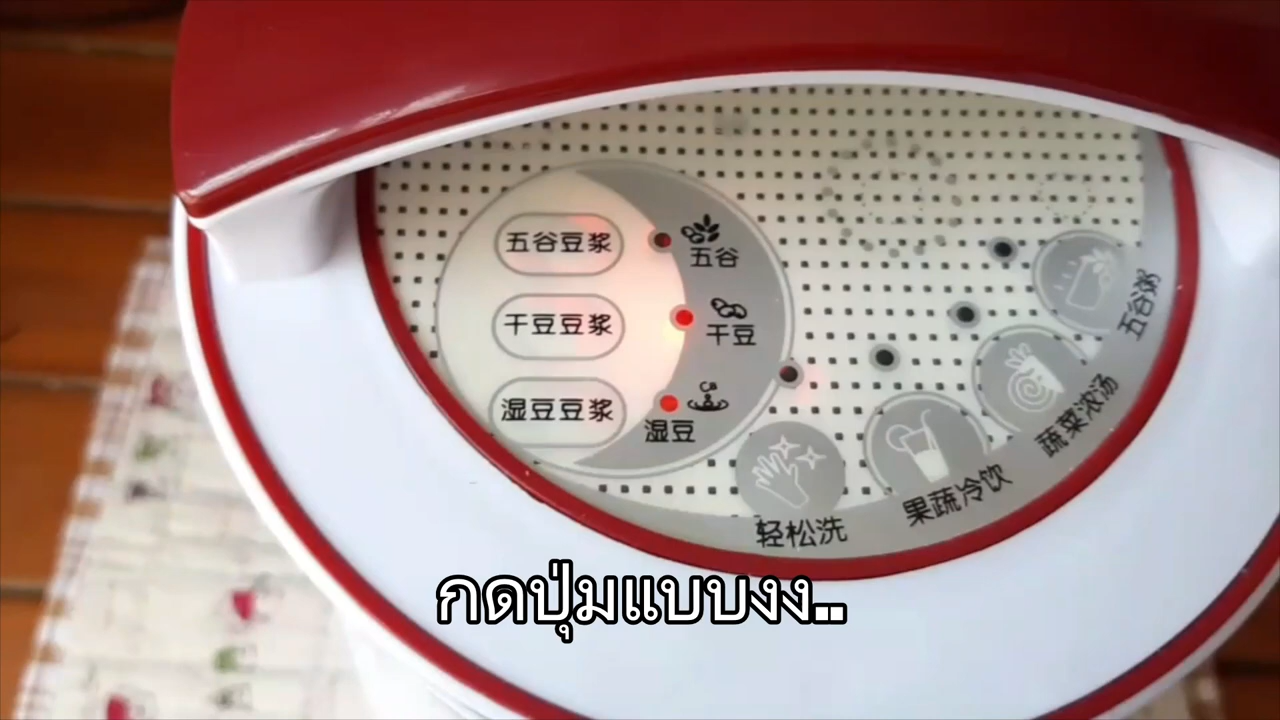 五谷豆浆
五谷
干豆豆浆
干豆
湿豆豆浆
湿豆
轻松洗
果蔬冷饮
蔬菜浓汤
五谷粥
กดปุ่มแบบงง..